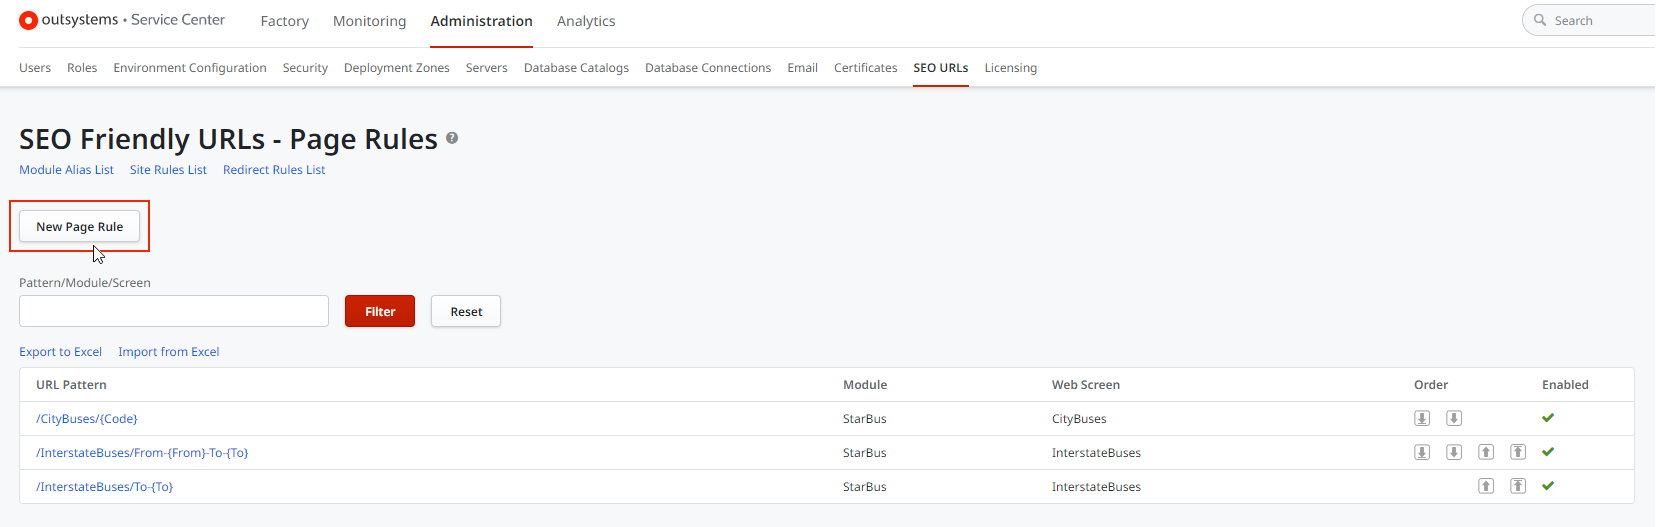 outsystems • Service Center Factory Monitoring Administration Analytics Search
Users Roles Environment Configuration Security Deployment Zones Servers Database Catalogs Database Connections Email Certificates SEO URLs Licensing
SEO Friendly URLs - Page Rules ?
Module Alias List Site Rules List Redirect Rules List
New Page Rule
Pattern/Module/Screen
Filter Reset
Export to Excel Import from Excel
URL Pattern Module Web Screen Order Enabled
/CityBuses/{Code} StarBus CityBuses
/InterstateBuses/From-{From}-To-{To} StarBus InterstateBuses
/InterstateBuses/To-{To} StarBus InterstateBuses